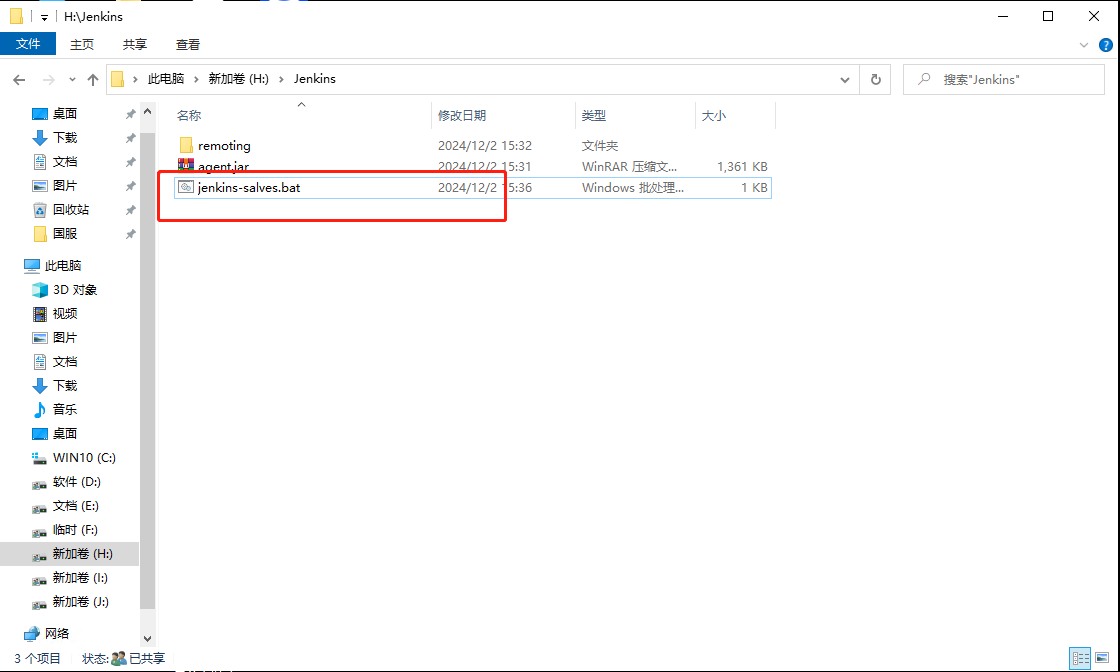 H:\Jenkins
文件 主页 共享 查看
此电脑 新加卷 (H:) Jenkins
搜索"Jenkins"
名称 修改日期 类型 大小
remoting 2024/12/2 15:32 文件夹
agent.jar 2024/12/2 15:31 WinRAR 压缩文... 1,361 KB
jenkins-salves.bat 2024/12/2 15:36 Windows 批处理... 1 KB
桌面
下载
文档
图片
回收站
国服
此电脑
3D 对象
视频
图片
文档
下载
音乐
桌面
WIN10 (C:)
软件 (D:)
文档 (E:)
临时 (F:)
新加卷 (H:)
新加卷 (I:)
新加卷 (J:)
网络
3 个项目 状态: 已共享